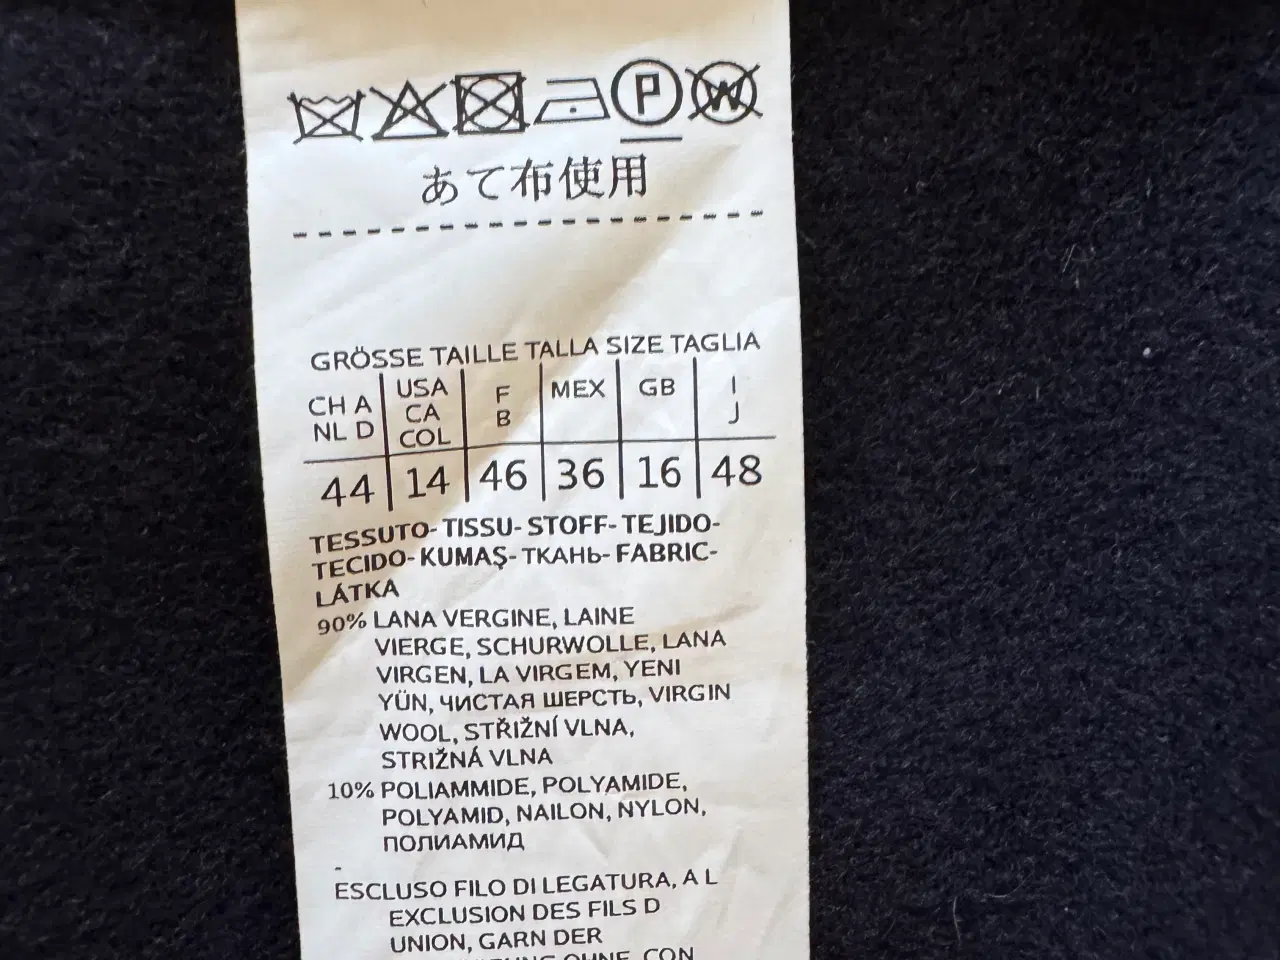 P W
あて布使用
GRÖSSE TAILLE TALLA SIZE TAGLIA
CH A NL D | USA CA COL | F B | MEX | GB | I J
44 | 14 | 46 | 36 | 16 | 48
TESSUTO-TISSU-STOFF-TEJIDO-
TECIDO-KUMAŞ-ТКАНЬ-FABRIC-
LÁTKA
90% LANA VERGINE, LAINE
VIERGE, SCHURWOLLE, LANA
VIRGEN, LA VIRGEM, YENI
YÜN, ЧИСТАЯ ШЕРСТЬ, VIRGIN
WOOL, STŘIŽNÍ VLNA,
STRIŽNÁ VLNA
10% POLIAMMIDE, POLYAMIDE,
POLYAMID, NAILON, NYLON,
ПОЛИАМИД
-
ESCLUSO FILO DI LEGATURA, A L
EXCLUSION DES FILS D
UNION, GARN DER
OHNE, CON